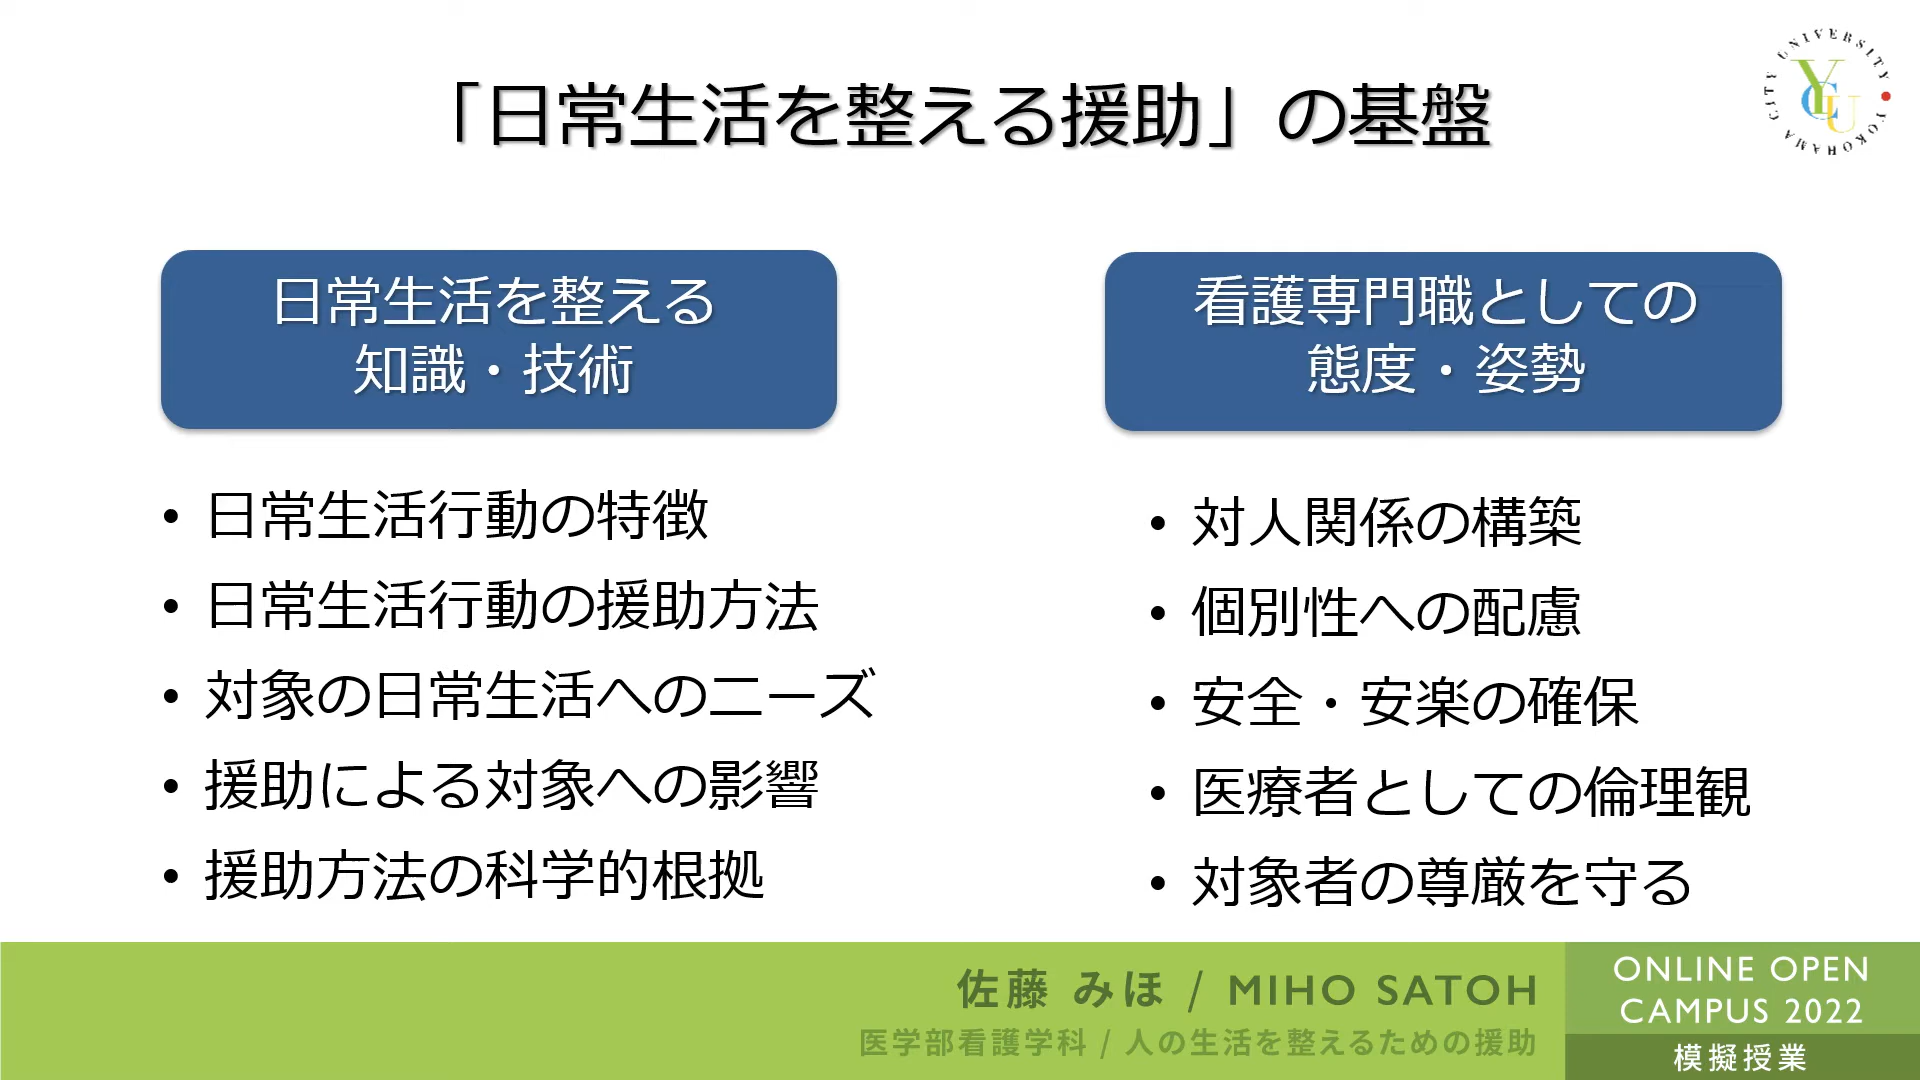 「日常生活を整える援助」の基盤
YOKOHAMA CITY UNIVERSITY
YCU
日常生活を整える
知識・技術
• 日常生活行動の特徴
• 日常生活行動の援助方法
• 対象の日常生活へのニーズ
• 援助による対象への影響
• 援助方法の科学的根拠
看護専門職としての
態度・姿勢
• 対人関係の構築
• 個別性への配慮
• 安全・安楽の確保
• 医療者としての倫理観
• 対象者の尊厳を守る
佐藤 みほ / MIHO SATOH
医学部看護学科 / 人の生活を整えるための援助
ONLINE OPEN
CAMPUS 2022
模擬授業